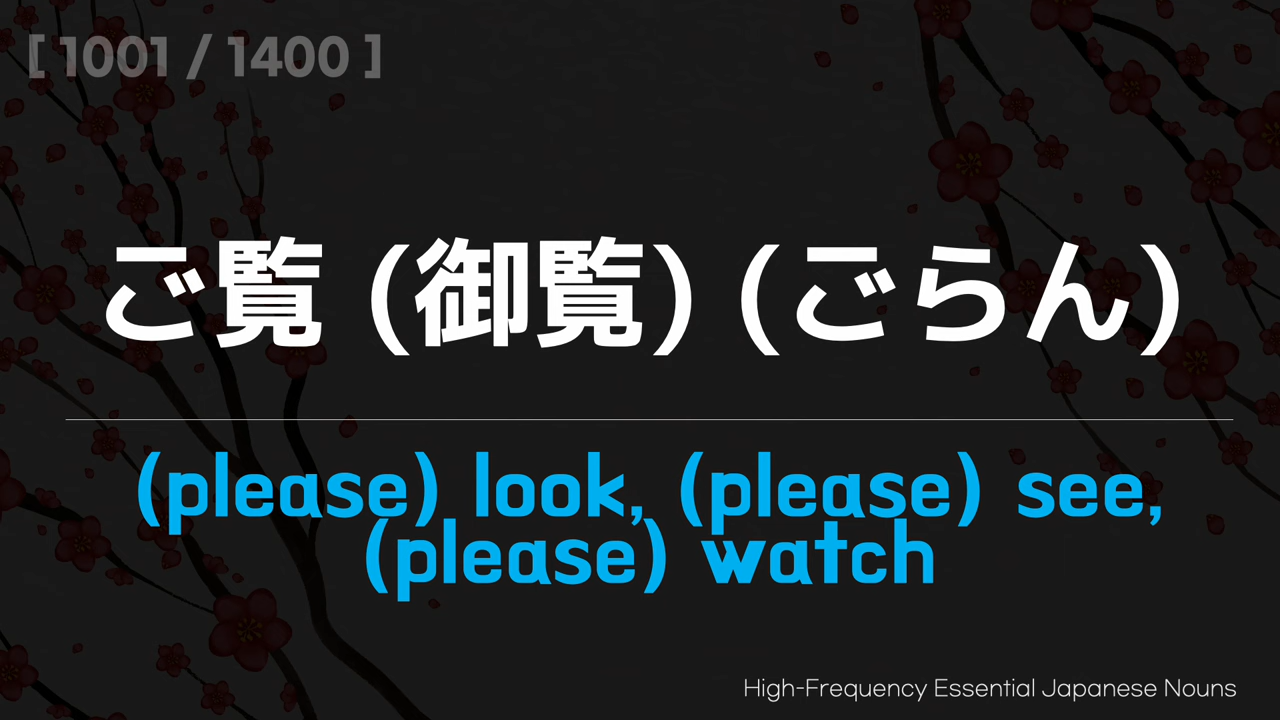 [ 1001 / 1400 ]
ご覧 (御覧) (ごらん)
(please) look, (please) see,
(please) watch
High-Frequency Essential Japanese Nouns